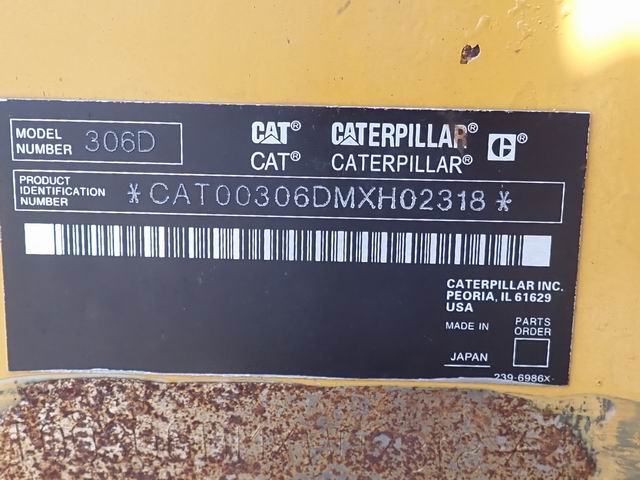 MODEL NUMBER 306D
CAT® CATERPILLAR® C®
CAT® CATERPILLAR®
PRODUCT IDENTIFICATION NUMBER *CAT00306DMXH02318*
CATERPILLAR INC.
PEORIA, IL 61629
USA
MADE IN
PARTS ORDER
JAPAN
239-6986X